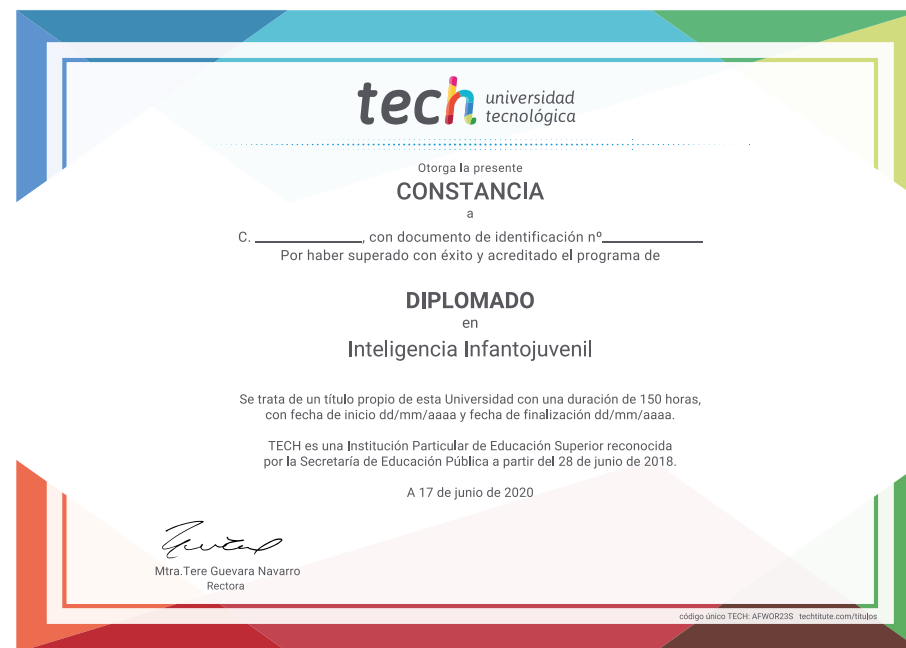 tech universidad
tecnológica
Otorga la presente
CONSTANCIA
a
C. ____________, con documento de identificación nº____________
Por haber superado con éxito y acreditado el programa de
DIPLOMADO
en
Inteligencia Infantojuvenil
Se trata de un título propio de esta Universidad con una duración de 150 horas,
con fecha de inicio dd/mm/aaaa y fecha de finalización dd/mm/aaaa.
TECH es una Institución Particular de Educación Superior reconocida
por la Secretaría de Educación Pública a partir del 28 de junio de 2018.
A 17 de junio de 2020
Mtra.Tere Guevara Navarro
Rectora
código único TECH: AFWOR23S techtitute.com/titulos